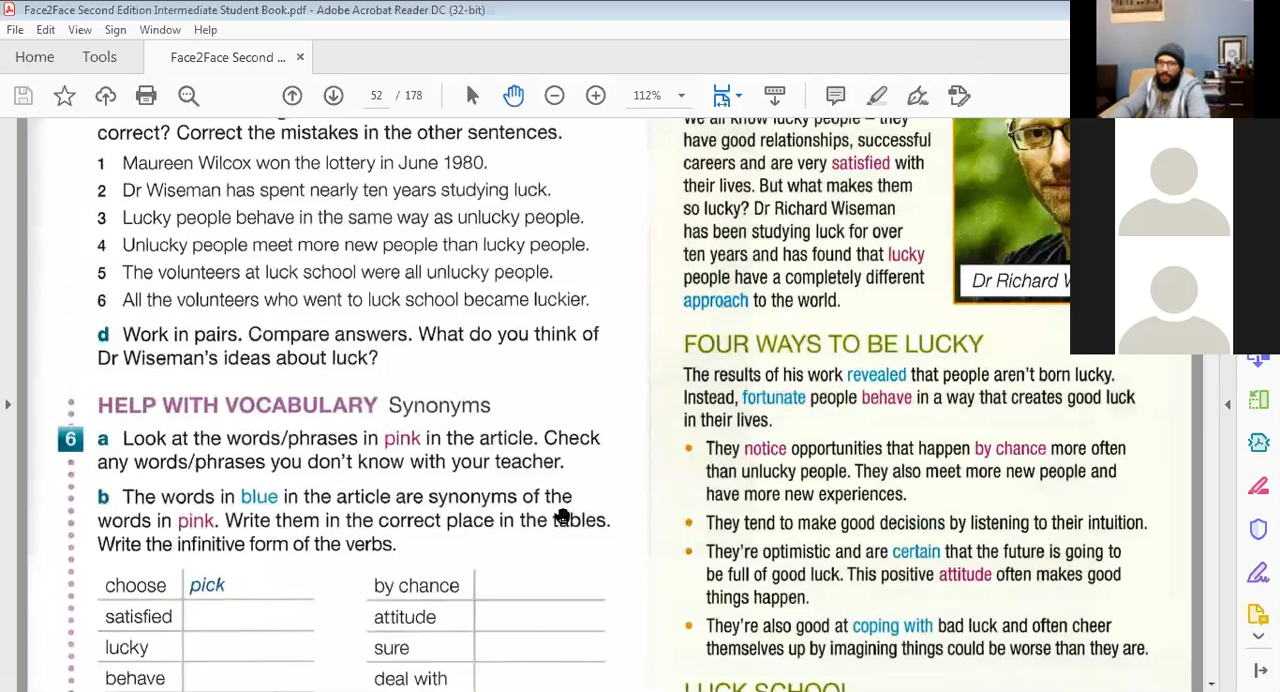 Face2Face Second Edition Intermediate Student Book.pdf - Adobe Acrobat Reader DC (32-bit)
File Edit View Sign Window Help
Home Tools Face2Face Second ... ×
52 / 178 112%
correct? Correct the mistakes in the other sentences.
1 Maureen Wilcox won the lottery in June 1980.
2 Dr Wiseman has spent nearly ten years studying luck.
3 Lucky people behave in the same way as unlucky people.
4 Unlucky people meet more new people than lucky people.
5 The volunteers at luck school were all unlucky people.
6 All the volunteers who went to luck school became luckier.
d Work in pairs. Compare answers. What do you think of
Dr Wiseman's ideas about luck?
HELP WITH VOCABULARY Synonyms
6 a Look at the words/phrases in pink in the article. Check
any words/phrases you don't know with your teacher.
b The words in blue in the article are synonyms of the
words in pink. Write them in the correct place in the tables.
Write the infinitive form of the verbs.
choose pick
satisfied
lucky
behave
by chance
attitude
sure
deal with
We all know lucky people – they
have good relationships, successful
careers and are very satisfied with
their lives. But what makes them
so lucky? Dr Richard Wiseman
has been studying luck for over
ten years and has found that lucky
people have a completely different
approach to the world.
Dr Richard
FOUR WAYS TO BE LUCKY
The results of his work revealed that people aren't born lucky.
Instead, fortunate people behave in a way that creates good luck
in their lives.
• They notice opportunities that happen by chance more often
than unlucky people. They also meet more new people and
have more new experiences.
• They tend to make good decisions by listening to their intuition.
• They're optimistic and are certain that the future is going to
be full of good luck. This positive attitude often makes good
things happen.
• They're also good at coping with bad luck and often cheer
themselves up by imagining things could be worse than they are.
LUCK SCHOOL